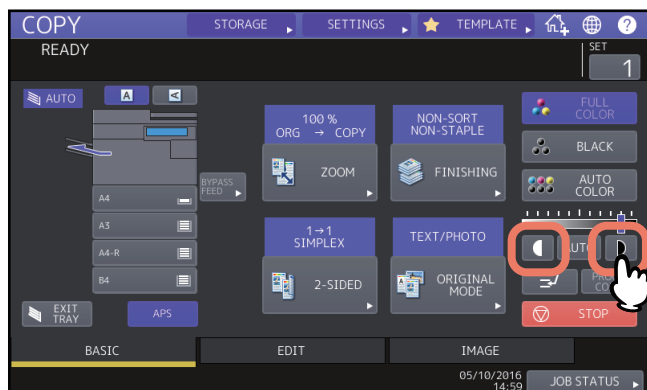 COPY
STORAGE
SETTINGS
TEMPLATE
?
READY
SET
1
AUTO
A
A
100 %
ORG → COPY
ZOOM
NON-SORT
NON-STAPLE
FINISHING
FULL
COLOR
BLACK
AUTO
COLOR
BYPASS
FEED
A4
A3
A4-R
B4
1→1
SIMPLEX
2-SIDED
TEXT/PHOTO
ORIGINAL
MODE
EXIT
TRAY
APS
STOP
BASIC
EDIT
IMAGE
05/10/2016
14:59
JOB STATUS